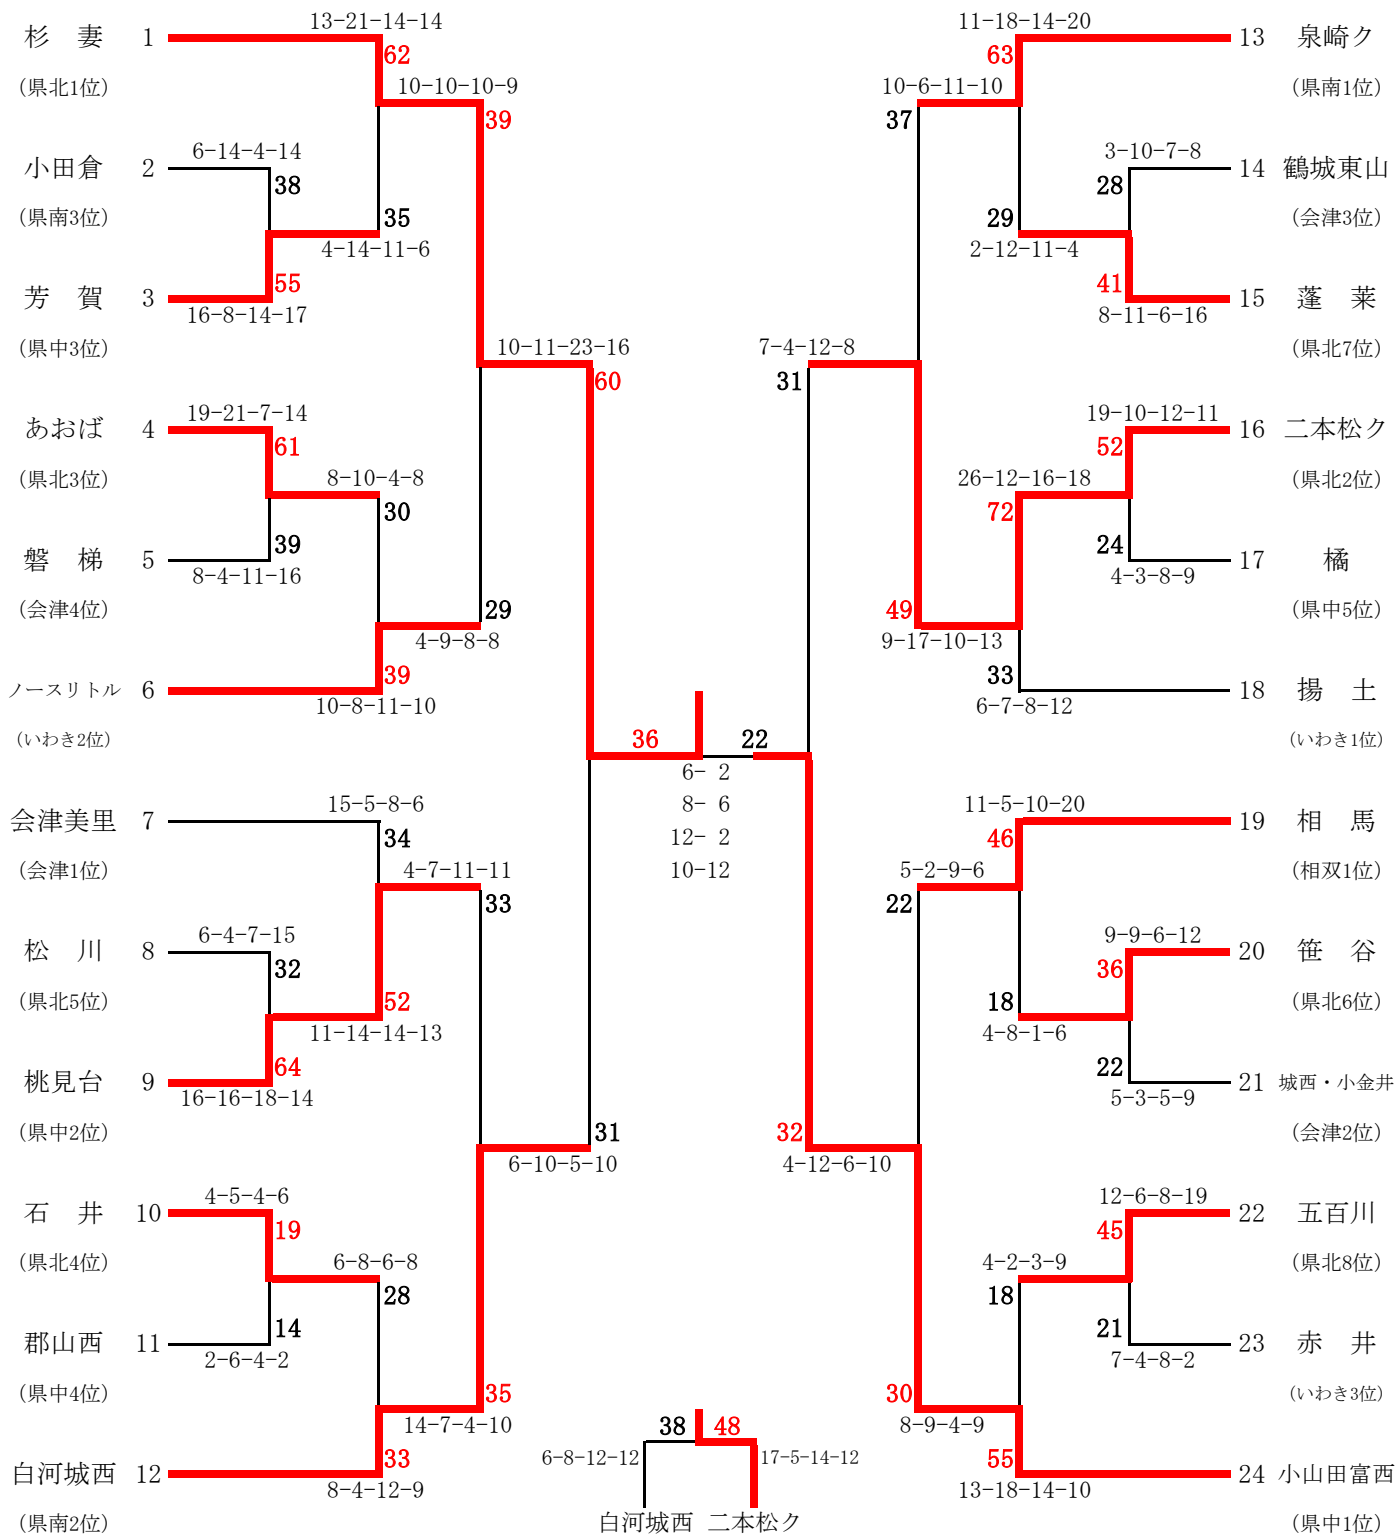 13-21-14-14
杉　妻 1
62
(県北1位)
10-10-10-9
39
6-14-4-14
小田倉 2
38
(県南3位)
35
4-14-11-6
55
芳　賀 3
16-8-14-17
(県中3位)
10-11-23-16
60
19-21-7-14
あおば 4
61
(県北3位)
8-10-4-8
30
39
磐　梯 5
8-4-11-16
(会津4位)
29
4-9-8-8
39
ノースリトル 6
10-8-11-10
(いわき2位)
15-5-8-6
会津美里 7
34
(会津1位)
4-7-11-11
33
6-4-7-15
松　川 8
32
(県北5位)
52
11-14-14-13
64
桃見台 9
16-16-18-14
(県中2位)
31
6-10-5-10
4-5-4-6
石　井 10
19
(県北4位)
6-8-6-8
28
14
郡山西 11
2-6-4-2
(県中4位)
35
14-7-4-10
33
白河城西 12
8-4-12-9
(県南2位)
36 22
6- 2
8- 6
12- 2
10-12
38 48
6-8-12-12 17-5-14-12
白河城西 二本松ク
11-18-14-20
63
13 泉崎ク
(県南1位)
10-6-11-10
37
3-10-7-8
14 鶴城東山
28
(会津3位)
29
2-12-11-4
41
15 蓬　莱
8-11-6-16
(県北7位)
7-4-12-8
31
19-10-12-11
16 二本松ク
52
(県北2位)
26-12-16-18
72
24
17 橘
4-3-8-9
(県中5位)
49
9-17-10-13
33
18 揚　土
6-7-8-12
(いわき1位)
11-5-10-20
19 相　馬
46
(相双1位)
5-2-9-6
22
9-9-6-12
20 笹　谷
36
(県北6位)
18
4-8-1-6
22
21 城西・小金井
5-3-5-9
(会津2位)
32
4-12-6-10
12-6-8-19
22 五百川
45
(県北8位)
4-2-3-9
18
21
23 赤　井
7-4-8-2
(いわき3位)
30
8-9-4-9
55
24 小山田富西
13-18-14-10
(県中1位)